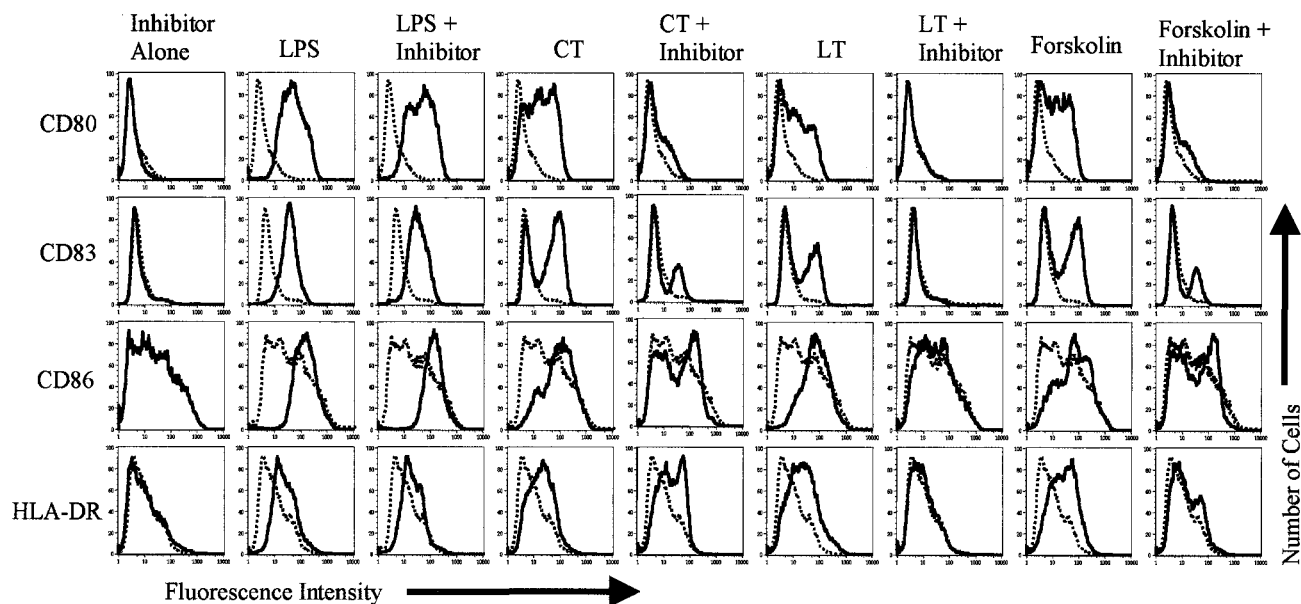 Inhibitor Alone
LPS
LPS + Inhibitor
CT
CT + Inhibitor
LT
LT + Inhibitor
Forskolin
Forskolin + Inhibitor
CD80
CD83
CD86
HLA-DR
Number of Cells
Fluorescence Intensity